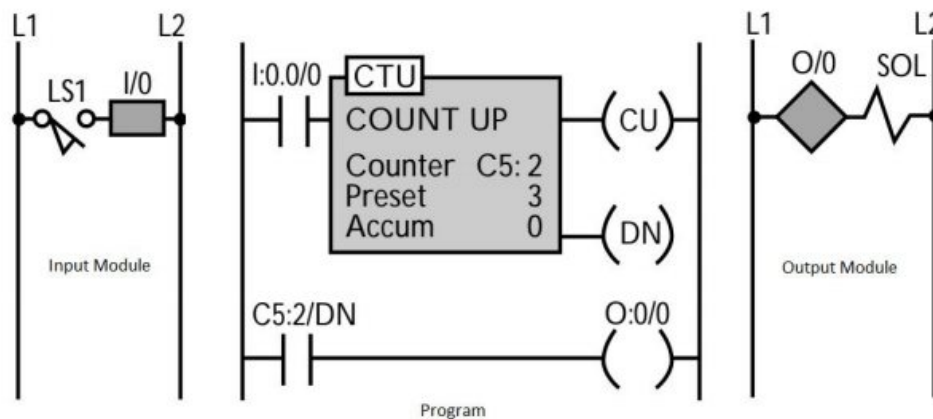 L1 L2
LS1 I/0
Input Module
I:0.0/0
CTU
COUNT UP
Counter C5: 2
Preset 3
Accum 0
CU
DN
C5:2/DN O:0/0
Program
L1 L2
O/0 SOL
Output Module